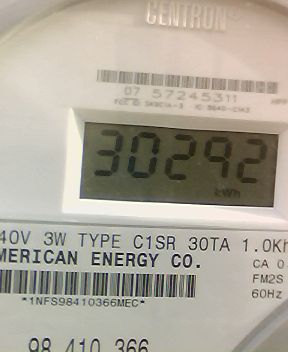 CENTRON®
07 57245311
30292
kWh
40V 3W TYPE C1SR 30TA 1.0Kh
MERICAN ENERGY CO.
CA 0
FM2S
60Hz
*1NFS98410366MEC*
98 410 366